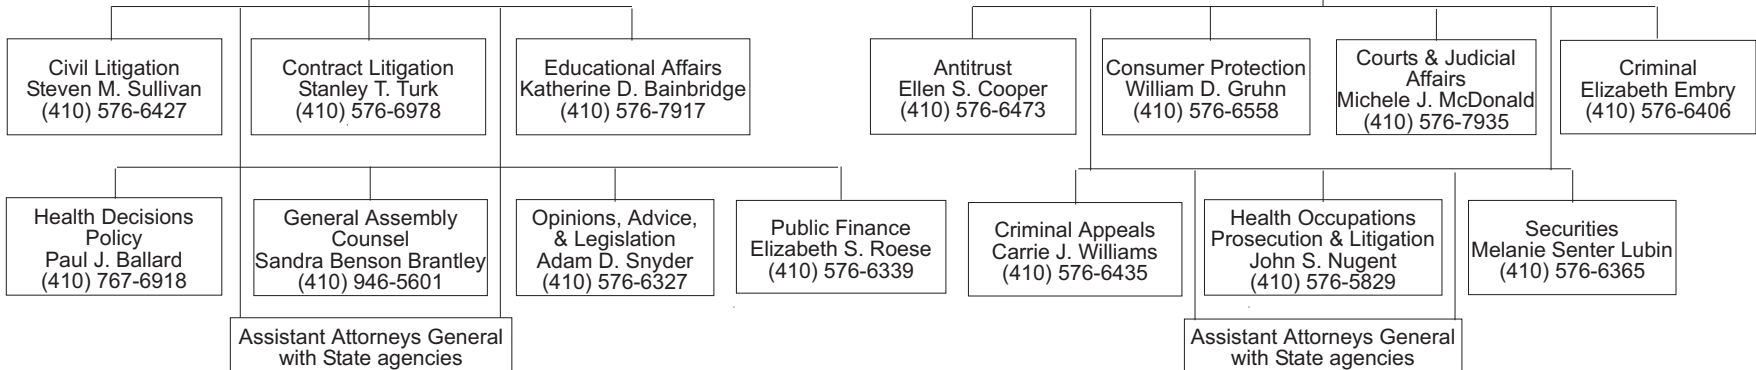 Civil Litigation
Steven M. Sullivan
(410) 576-6427
Contract Litigation
Stanley T. Turk
(410) 576-6978
Educational Affairs
Katherine D. Bainbridge
(410) 576-7917
Antitrust
Ellen S. Cooper
(410) 576-6473
Consumer Protection
William D. Gruhn
(410) 576-6558
Courts & Judicial
Affairs
Michele J. McDonald
(410) 576-7935
Criminal
Elizabeth Embry
(410) 576-6406
Health Decisions
Policy
Paul J. Ballard
(410) 767-6918
General Assembly
Counsel
Sandra Benson Brantley
(410) 946-5601
Opinions, Advice,
& Legislation
Adam D. Snyder
(410) 576-6327
Public Finance
Elizabeth S. Roese
(410) 576-6339
Criminal Appeals
Carrie J. Williams
(410) 576-6435
Health Occupations
Prosecution & Litigation
John S. Nugent
(410) 576-5829
Securities
Melanie Senter Lubin
(410) 576-6365
Assistant Attorneys General
with State agencies
Assistant Attorneys General
with State agencies